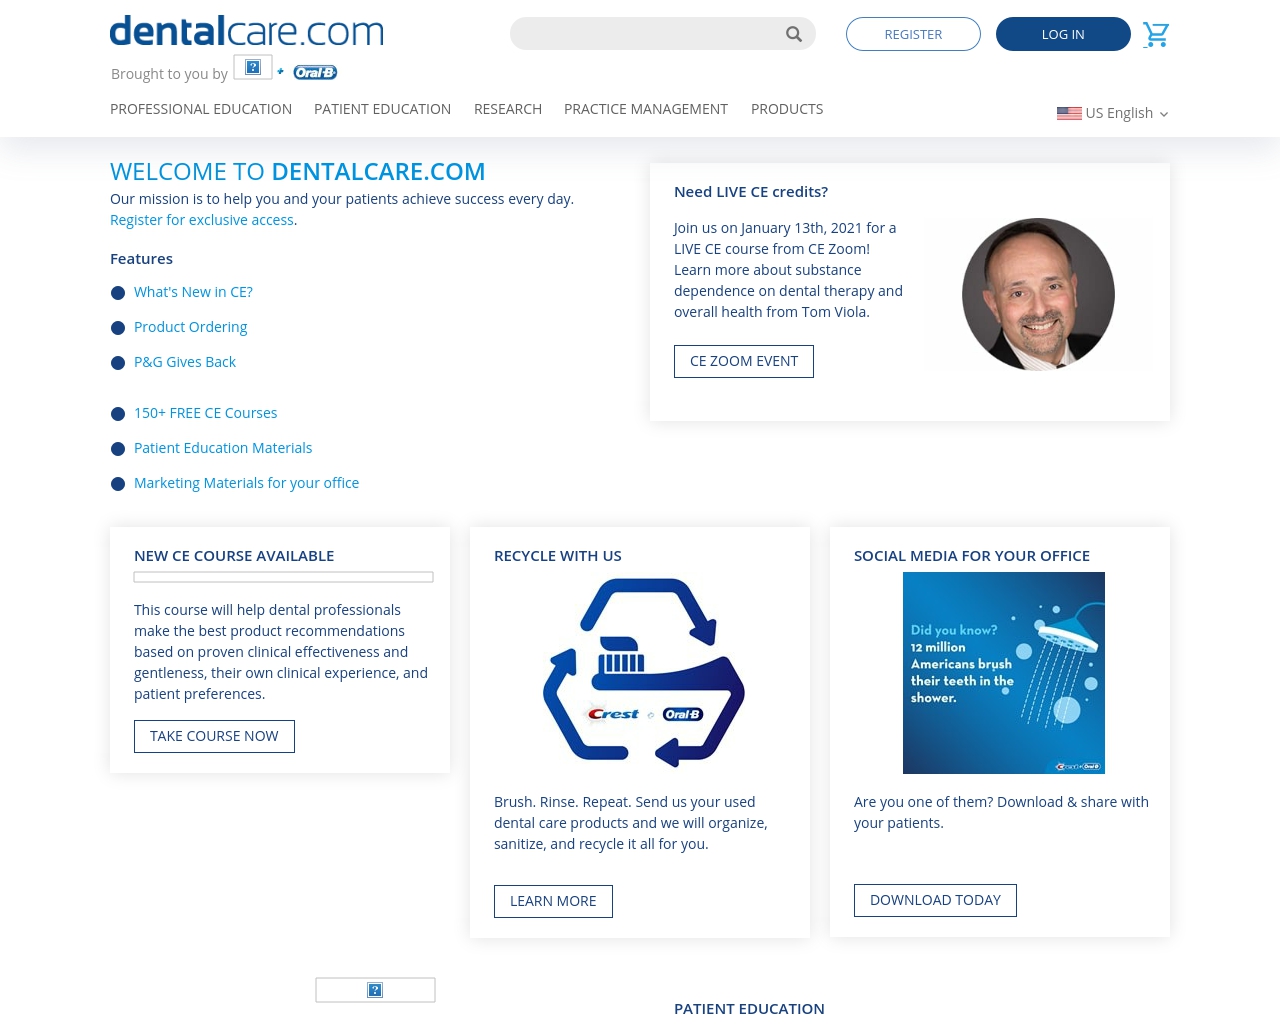 dentalcare.com
REGISTER
LOG IN
Brought to you by
+ Oral-B
PROFESSIONAL EDUCATION PATIENT EDUCATION RESEARCH PRACTICE MANAGEMENT PRODUCTS
US English
WELCOME TO DENTALCARE.COM
Our mission is to help you and your patients achieve success every day.
Register for exclusive access.
Features
What's New in CE?
Product Ordering
P&G Gives Back
150+ FREE CE Courses
Patient Education Materials
Marketing Materials for your office
Need LIVE CE credits?
Join us on January 13th, 2021 for a
LIVE CE course from CE Zoom!
Learn more about substance
dependence on dental therapy and
overall health from Tom Viola.
CE ZOOM EVENT
NEW CE COURSE AVAILABLE
This course will help dental professionals
make the best product recommendations
based on proven clinical effectiveness and
gentleness, their own clinical experience, and
patient preferences.
TAKE COURSE NOW
RECYCLE WITH US
Crest + Oral-B
Brush. Rinse. Repeat. Send us your used
dental care products and we will organize,
sanitize, and recycle it all for you.
LEARN MORE
SOCIAL MEDIA FOR YOUR OFFICE
Did you know?
12 million
Americans brush
their teeth in the
shower.
Crest + Oral-B
Are you one of them? Download & share with
your patients.
DOWNLOAD TODAY
PATIENT EDUCATION